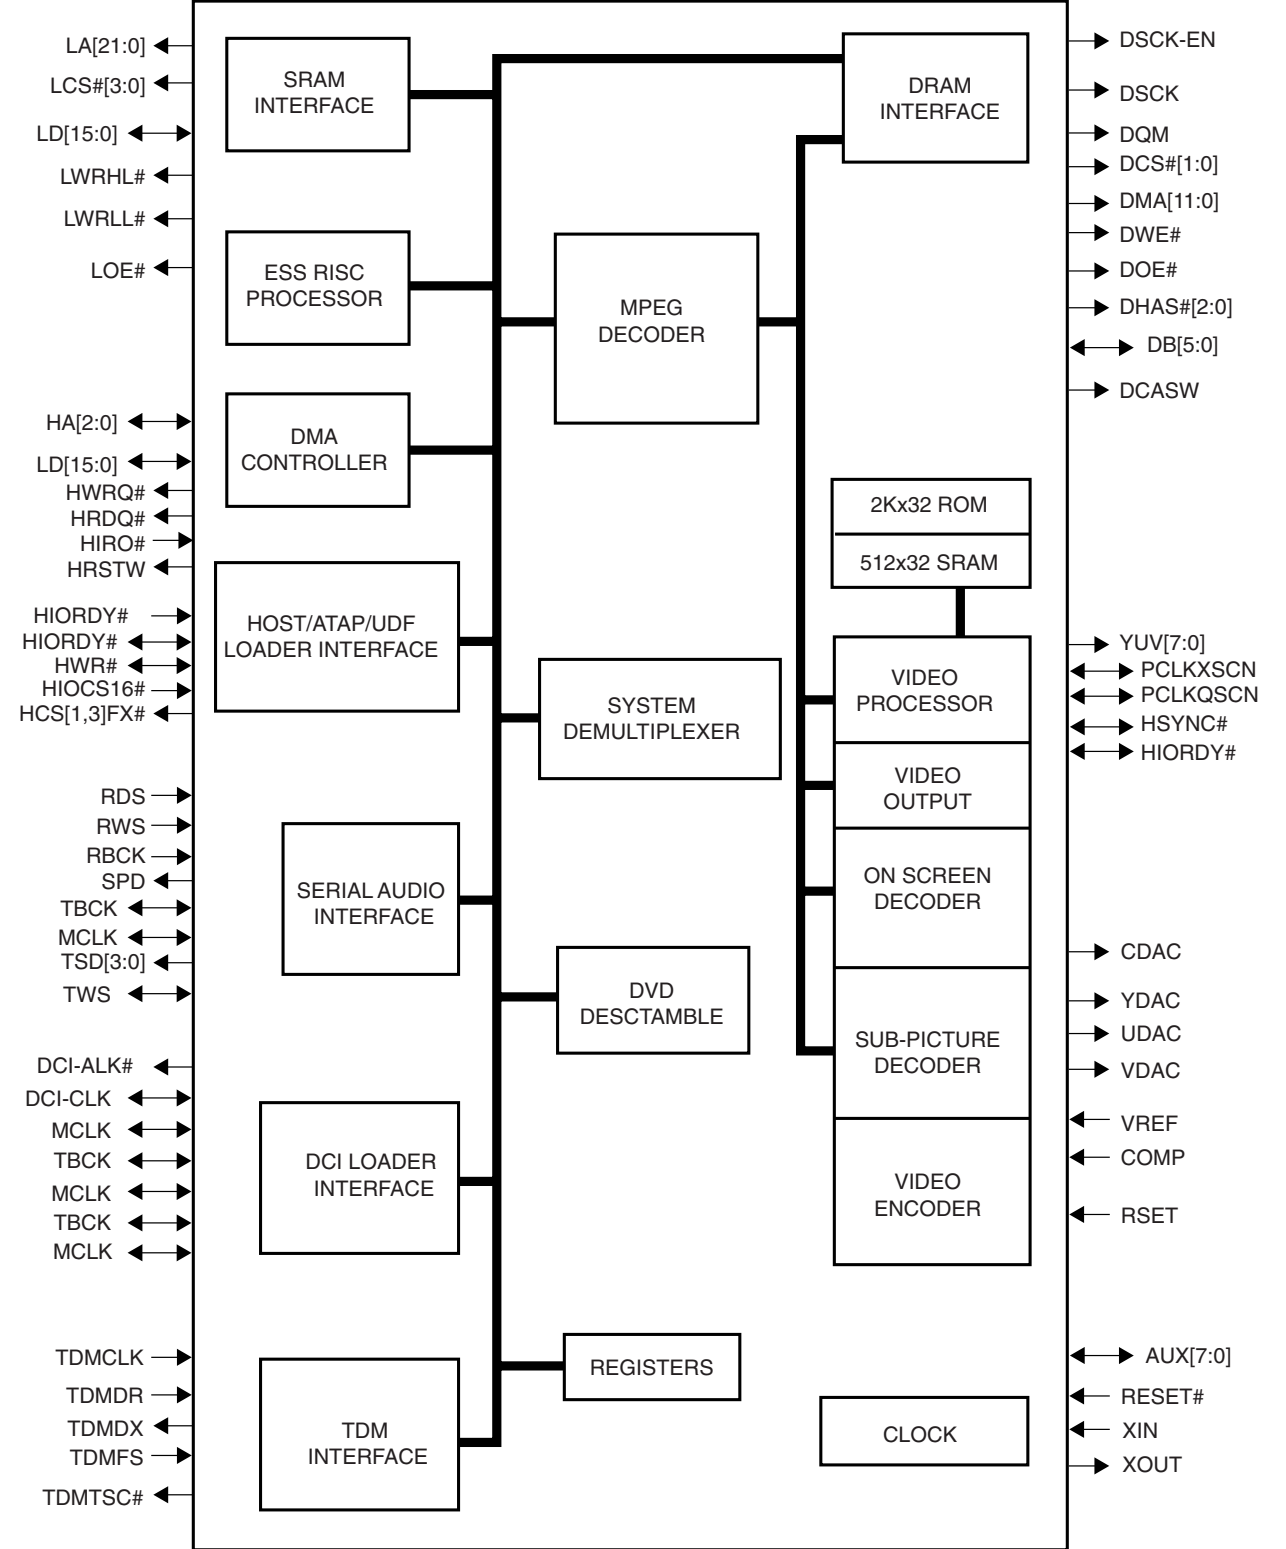 LA[21:0]
LCS#[3:0]
LD[15:0]
LWRHL#
LWRLL#
LOE#
HA[2:0]
LD[15:0]
HWRQ#
HRDQ#
HIRO#
HRSTW
HIORDY#
HIORDY#
HWR#
HIOCS16#
HCS[1,3]FX#
RDS
RWS
RBCK
SPD
TBCK
MCLK
TSD[3:0]
TWS
DCI-ALK#
DCI-CLK
MCLK
TBCK
MCLK
TBCK
MCLK
TDMCLK
TDMDR
TDMDX
TDMFS
TDMTSC#
SRAM
INTERFACE
ESS RISC
PROCESSOR
DMA
CONTROLLER
HOST/ATAP/UDF
LOADER INTERFACE
SERIAL AUDIO
INTERFACE
DCI LOADER
INTERFACE
TDM
INTERFACE
MPEG
DECODER
SYSTEM
DEMULTIPLEXER
DVD
DESCTAMBLE
REGISTERS
DRAM
INTERFACE
2Kx32 ROM
512x32 SRAM
VIDEO
PROCESSOR
VIDEO
OUTPUT
ON SCREEN
DECODER
SUB-PICTURE
DECODER
VIDEO
ENCODER
CLOCK
DSCK-EN
DSCK
DQM
DCS#[1:0]
DMA[11:0]
DWE#
DOE#
DHAS#[2:0]
DB[5:0]
DCASW
YUV[7:0]
PCLKXSCN
PCLKQSCN
HSYNC#
HIORDY#
CDAC
YDAC
UDAC
VDAC
VREF
COMP
RSET
AUX[7:0]
RESET#
XIN
XOUT